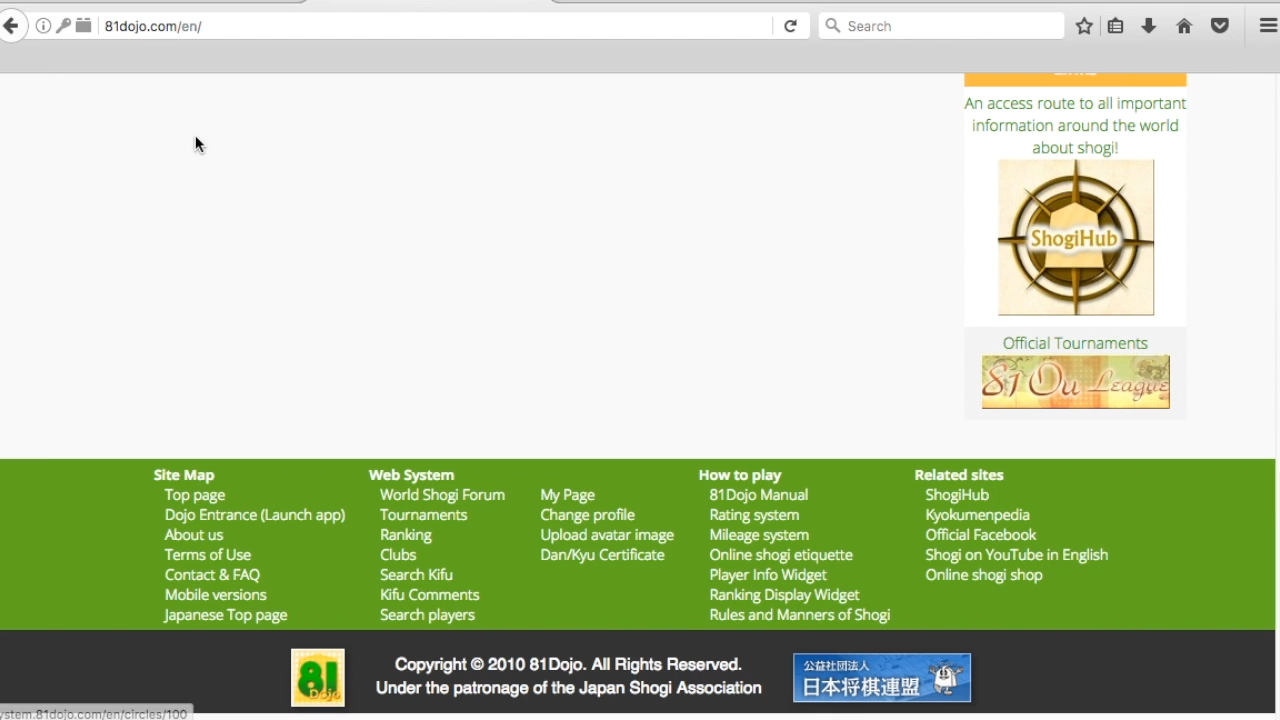 81dojo.com/en/
Search
An access route to all important
information around the world
about shogi!
ShogiHub
Official Tournaments
81 Ou League
Site Map
Top page
Dojo Entrance (Launch app)
About us
Terms of Use
Contact & FAQ
Mobile versions
Japanese Top page
Web System
World Shogi Forum
Tournaments
Ranking
Clubs
Search Kifu
Kifu Comments
Search players
My Page
Change profile
Upload avatar image
Dan/Kyu Certificate
How to play
81Dojo Manual
Rating system
Mileage system
Online shogi etiquette
Player Info Widget
Ranking Display Widget
Rules and Manners of Shogi
Related sites
ShogiHub
Kyokumenpedia
Official Facebook
Shogi on YouTube in English
Online shogi shop
81
Dojo
Copyright © 2010 81Dojo. All Rights Reserved.
Under the patronage of the Japan Shogi Association
公益社団法人
日本将棋連盟
ystem.81dojo.com/en/circles/100